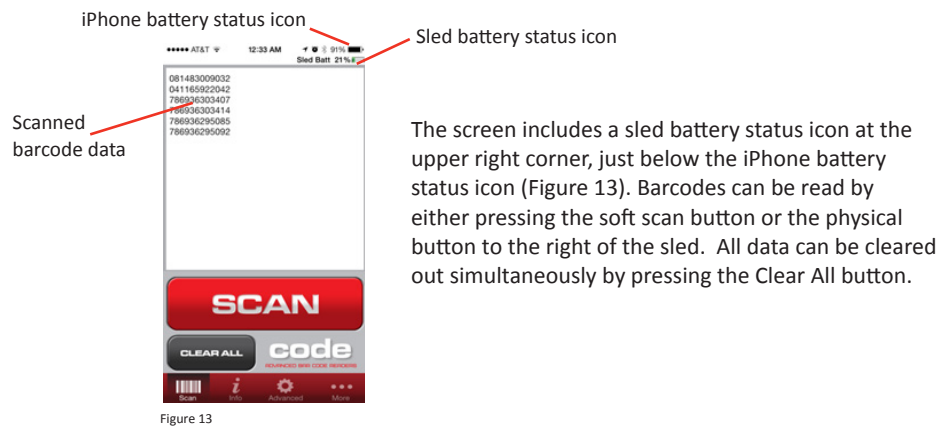 iPhone battery status icon
Sled battery status icon
AT&T 12:33 AM 91%
Sled Batt 21%
081483009032
041165922042
786936303407
786936303414
786936295085
786936295092
Scanned
barcode data
The screen includes a sled battery status icon at the
upper right corner, just below the iPhone battery
status icon (Figure 13). Barcodes can be read by
either pressing the soft scan button or the physical
button to the right of the sled.  All data can be cleared
out simultaneously by pressing the Clear All button.
SCAN
CLEAR ALL
code
ADVANCED BAR CODE READERS
Scan Info Advanced More
Figure 13